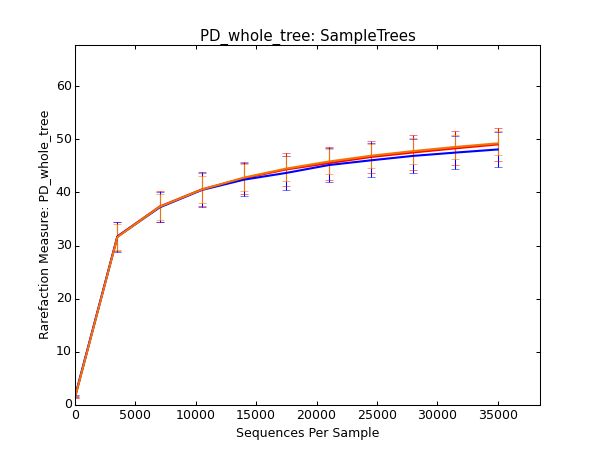 PD_whole_tree: SampleTrees
Rarefaction Measure: PD_whole_tree
60
50
40
30
20
10
0
0 5000 10000 15000 20000 25000 30000 35000
Sequences Per Sample